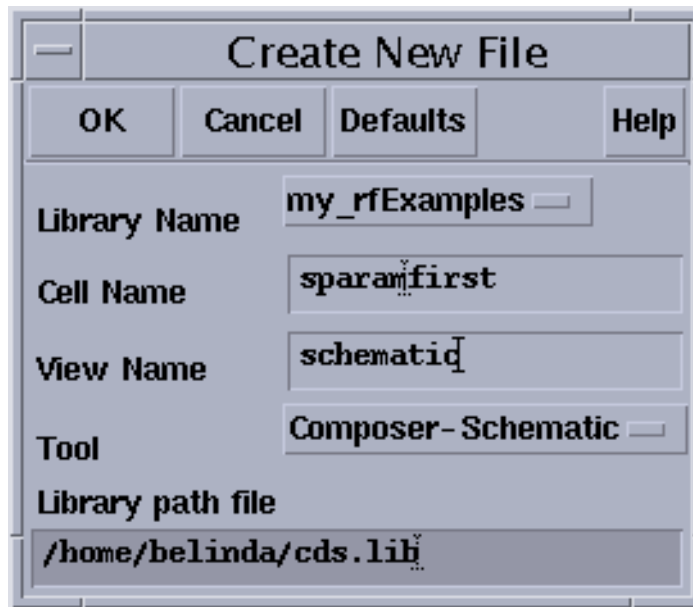 Create New File
OK Cancel Defaults Help
Library Name my_rfExamples
Cell Name sparamfirst
View Name schematic
Tool Composer-Schematic
Library path file
/home/belinda/cds.lib